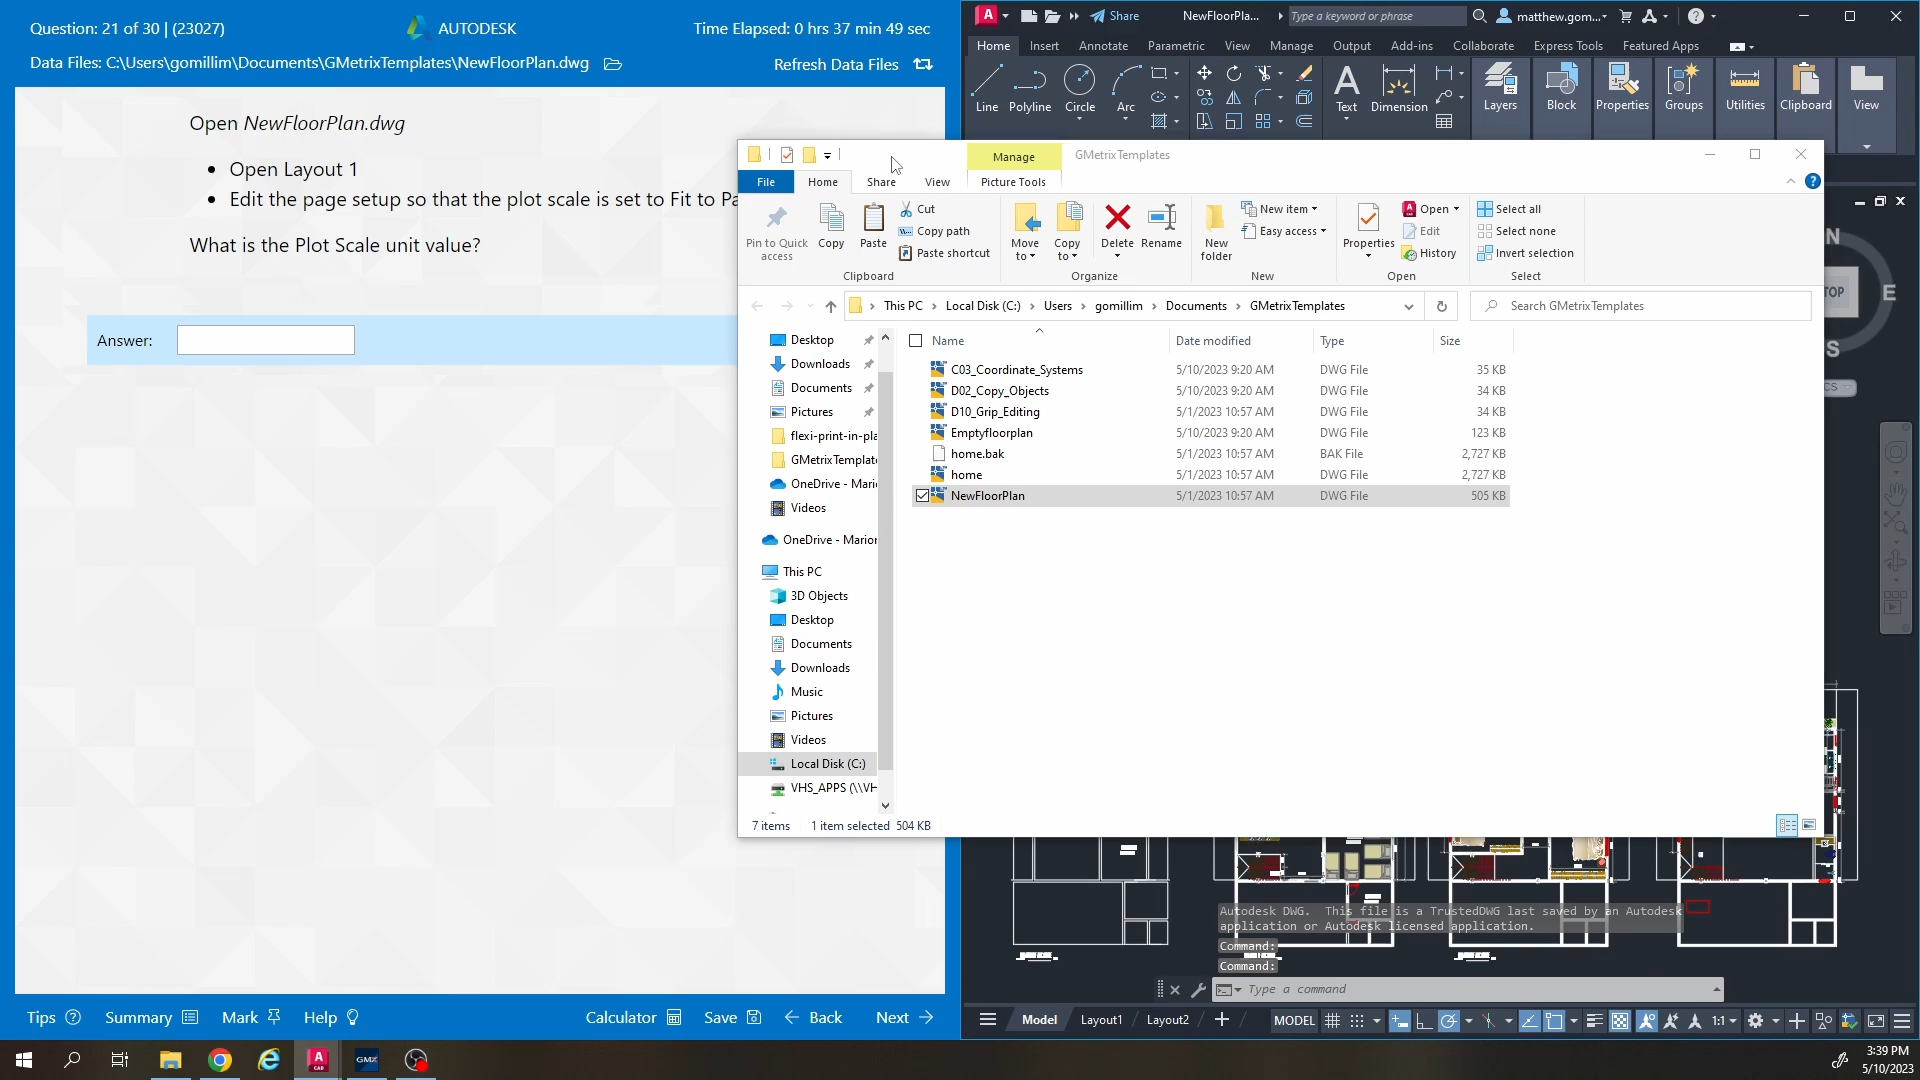 Question: 21 of 30 | (23027)
AUTODESK
Time Elapsed: 0 hrs 37 min 49 sec
Data Files: C:\Users\gomillim\Documents\GMetrixTemplates\NewFloorPlan.dwg
Refresh Data Files
Open NewFloorPlan.dwg
Open Layout 1
Edit the page setup so that the plot scale is set to Fit to Pa
What is the Plot Scale unit value?
Answer:
Tips
Summary
Mark
Help
Calculator
Save
Back
Next
Share
NewFloorPla...
Type a keyword or phrase
matthew.gom...
Home
Insert
Annotate
Parametric
View
Manage
Output
Add-ins
Collaborate
Express Tools
Featured Apps
Line
Polyline
Circle
Arc
Text
Dimension
Layers
Block
Properties
Groups
Utilities
Clipboard
View
Manage
GMetrixTemplates
File
Home
Share
View
Picture Tools
Pin to Quick access
Copy
Paste
Cut
Copy path
Paste shortcut
Clipboard
Move to
Copy to
Delete
Rename
Organize
New folder
New item
Easy access
New
Properties
Open
Edit
History
Open
Select all
Select none
Invert selection
Select
This PC
Local Disk (C:)
Users
gomillim
Documents
GMetrixTemplates
Search GMetrixTemplates
Desktop
Downloads
Documents
Pictures
flexi-print-in-pla
GMetrixTemplate
OneDrive - Mari
Videos
OneDrive - Marior
This PC
3D Objects
Desktop
Documents
Downloads
Music
Pictures
Videos
Local Disk (C:)
VHS_APPS (\\VH
Name
Date modified
Type
Size
C03_Coordinate_Systems 5/10/2023 9:20 AM DWG File 35 KB
D02_Copy_Objects 5/10/2023 9:20 AM DWG File 34 KB
D10_Grip_Editing 5/1/2023 10:57 AM DWG File 34 KB
Emptyfloorplan 5/10/2023 9:20 AM DWG File 123 KB
home.bak 5/1/2023 10:57 AM BAK File 2,727 KB
home 5/1/2023 10:57 AM DWG File 2,727 KB
NewFloorPlan 5/1/2023 10:57 AM DWG File 505 KB
7 items
1 item selected 504 KB
N
TOP
E
S
Autodesk DWG. This file is a TrustedDWG last saved by an Autodesk
application or Autodesk licensed application.
Command:
Command:
Type a command
Model
Layout1
Layout2
MODEL
1:1
GMX
3:39 PM
5/10/2023